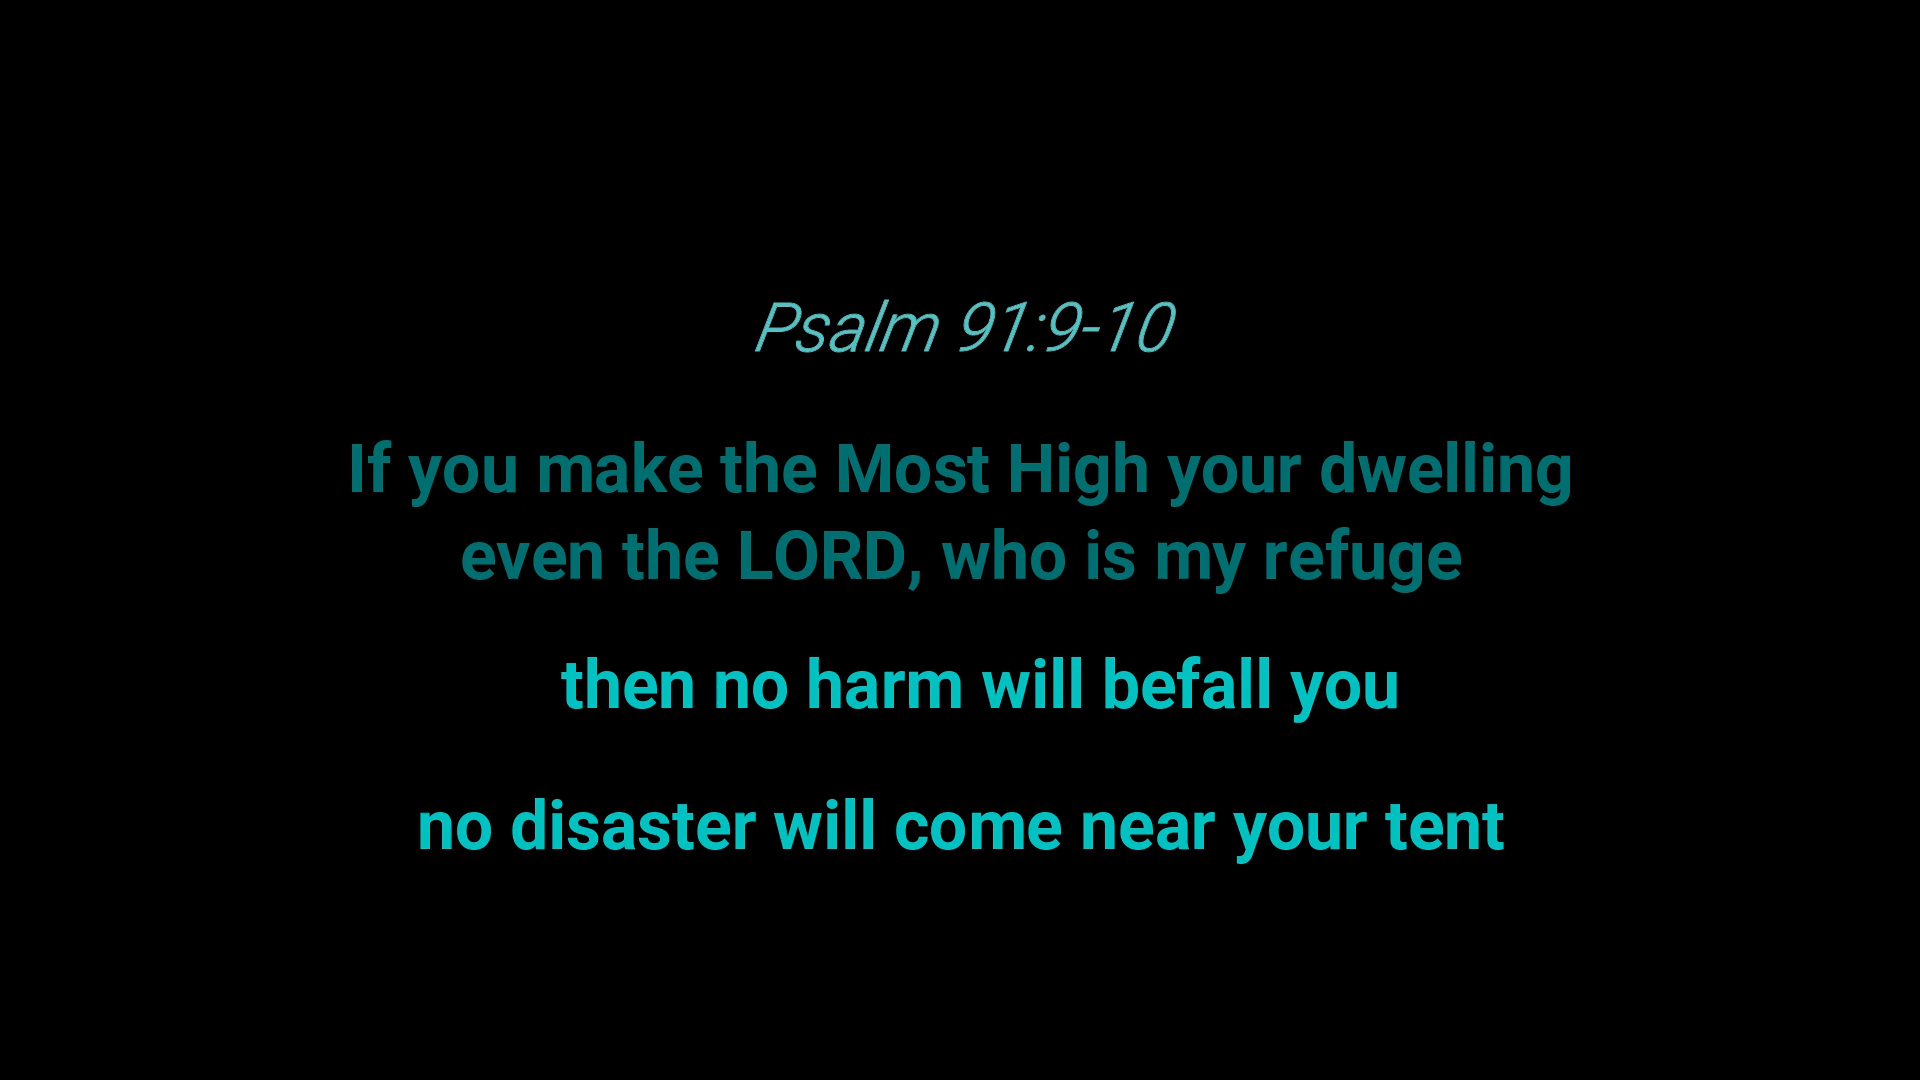 Psalm 91:9-10
If you make the Most High your dwelling
even the LORD, who is my refuge
then no harm will befall you
no disaster will come near your tent